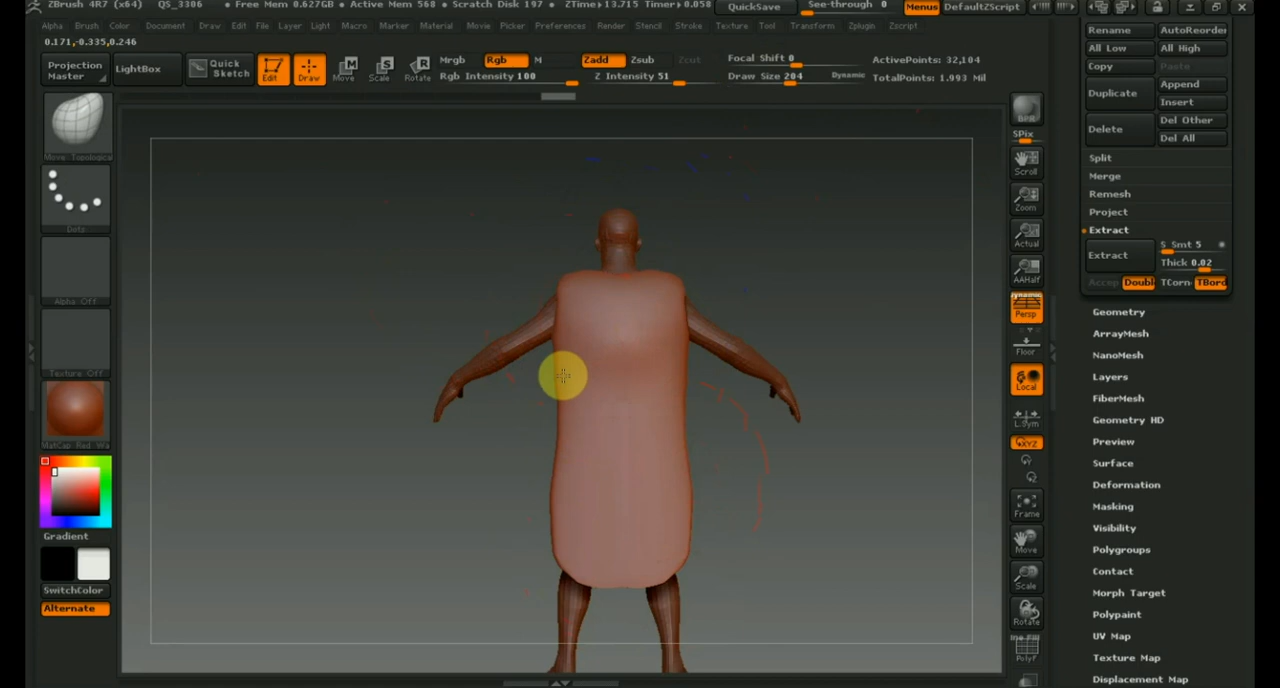 ZBrush 4R7 (x64) QS_3306 • Free Mem 0.627GB • Active Mem 568 • Scratch Disk 197 • ZTime▸13.715 Timer▸0.058 QuickSave See-through 0 Menus DefaultZScript
Alpha Brush Color Document Draw Edit File Layer Light Macro Marker Material Movie Picker Preferences Render Stencil Stroke Texture Tool Transform Zplugin Zscript
0.171,-0.335,0.246
Projection
Master
LightBox
Quick
Sketch
Edit
Draw
Move
Scale
Rotate
Mrgb Rgb M
Rgb Intensity 100
Zadd Zsub Zcut
Z Intensity 51
Focal Shift 0
Draw Size 204 Dynamic
ActivePoints: 32,104
TotalPoints: 1.993 Mil
Move Topological
Dots
Alpha Off
Texture Off
MatCap Red Wa
Gradient
SwitchColor
Alternate
BPR
SPix
Scroll
Zoom
Actual
AAHalf
Dynamic
Persp
Floor
Local
L.Sym
XYZ
Frame
Move
Scale
Rotate
Line Fill
PolyF
Rename AutoReorder
All Low All High
Copy Paste
Duplicate
Append
Insert
Delete
Del Other
Del All
Split
Merge
Remesh
Project
Extract
Extract
S Smt 5
Thick 0.02
Accep Doubl TCorn TBord
Geometry
ArrayMesh
NanoMesh
Layers
FiberMesh
Geometry HD
Preview
Surface
Deformation
Masking
Visibility
Polygroups
Contact
Morph Target
Polypaint
UV Map
Texture Map
Displacement Map